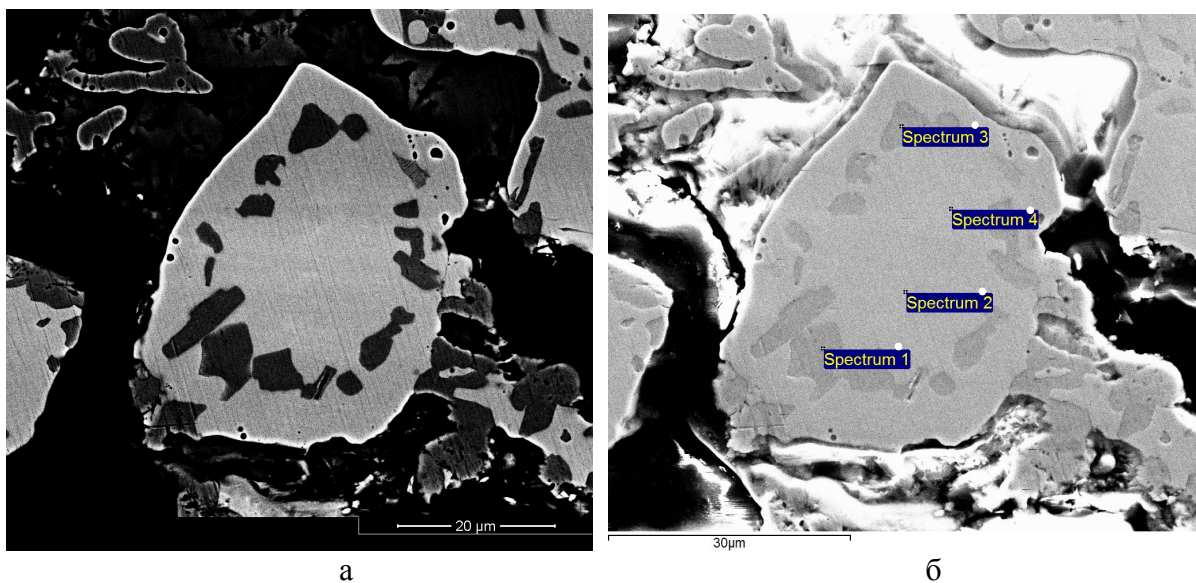 Spectrum 3
Spectrum 4
Spectrum 2
Spectrum 1
20 µm
30µm
а
б